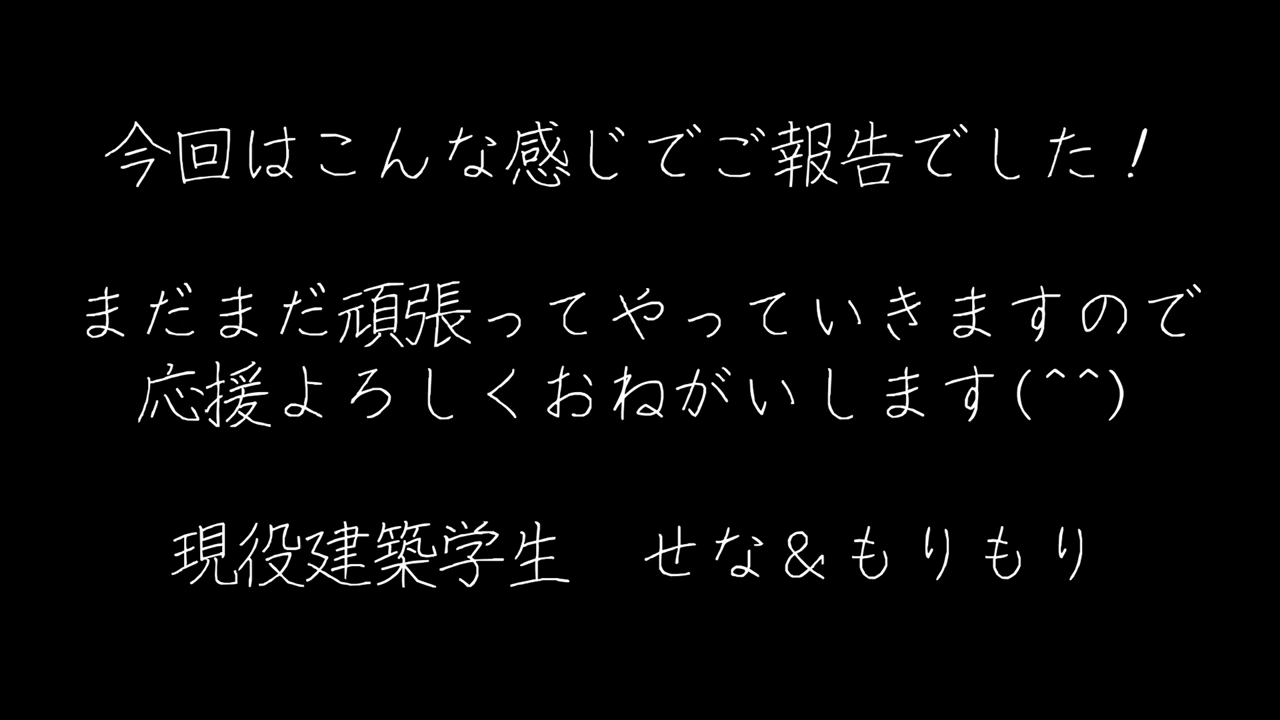 今回はこんな感じでご報告でした！
まだまだ頑張ってやっていきますので
応援よろしくおねがいします(^^)
現役建築学生　せな＆もりもり